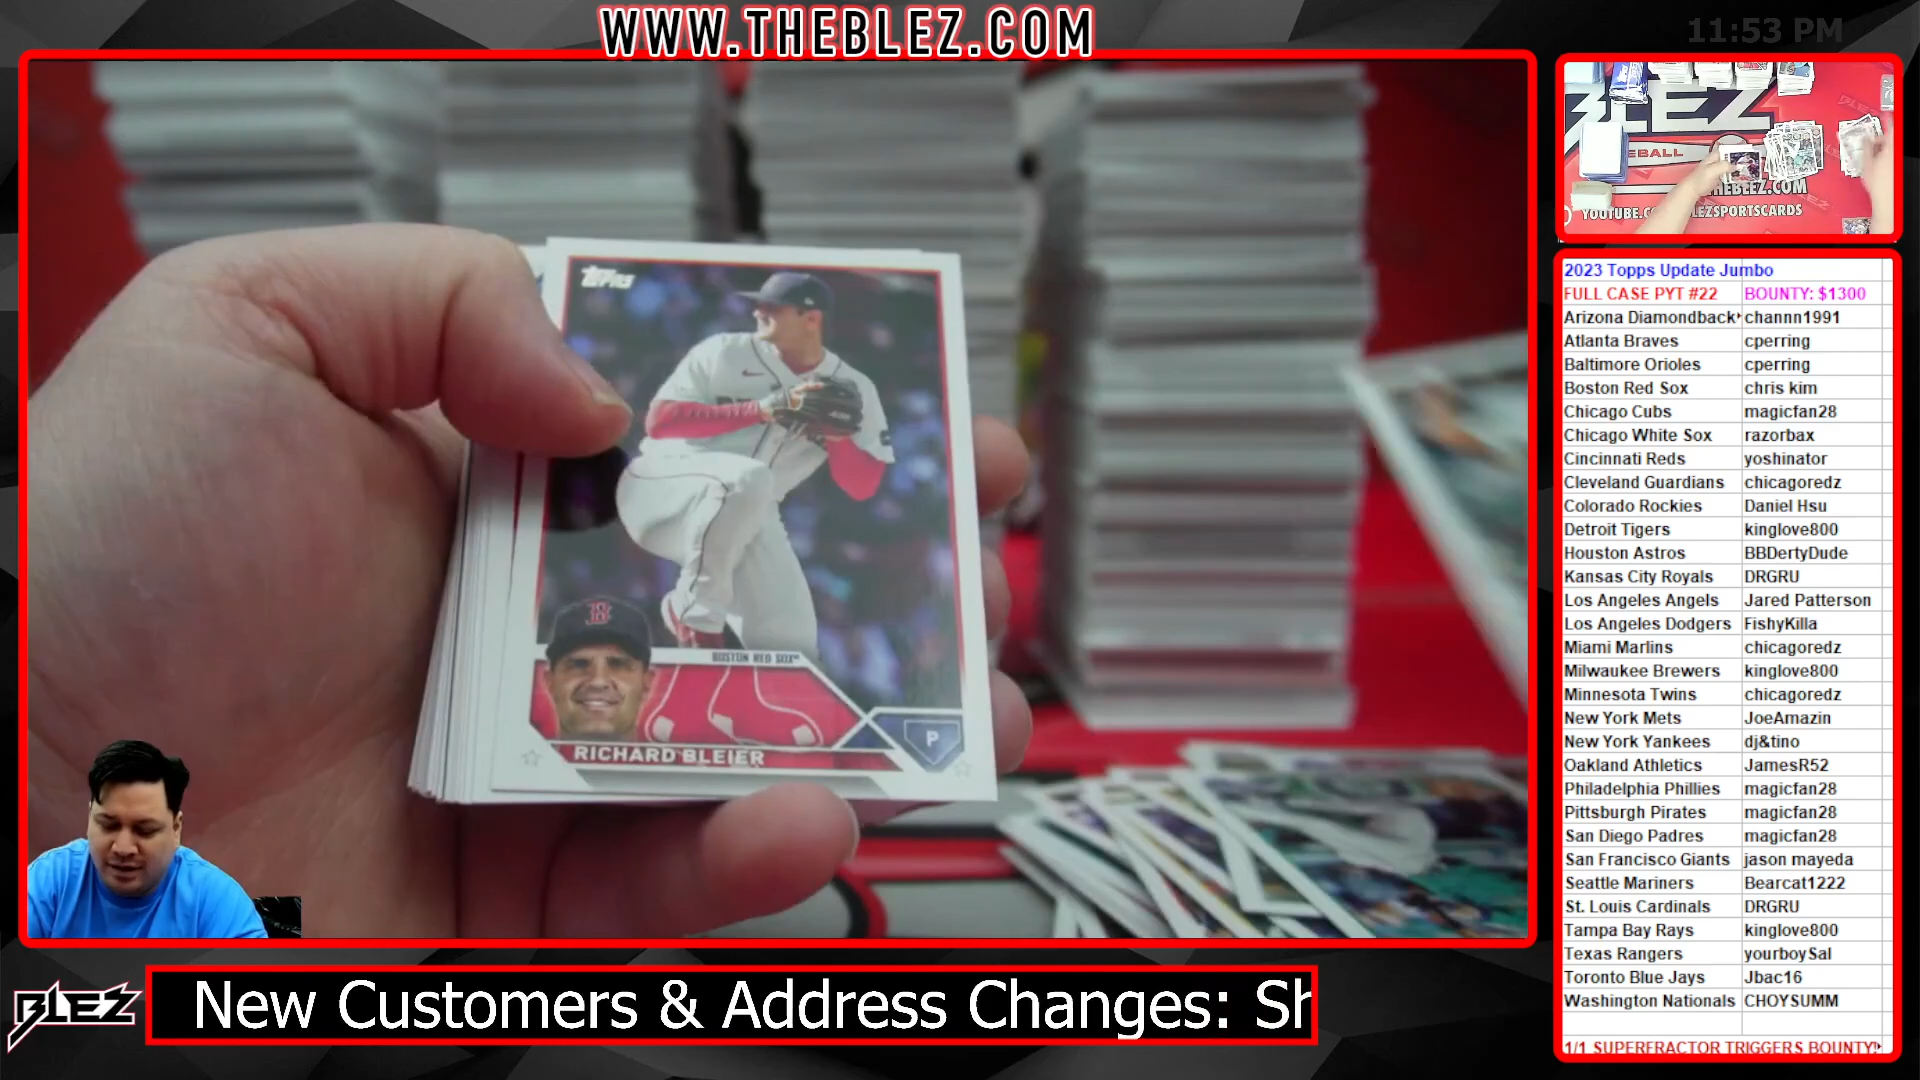 WWW.THEBLEZ.COM
11:53 PM
Topps
BOSTON RED SOX
RICHARD BLEIER
P
BLEZ
EBALL
THEBLEZ.COM
YOUTUBE.C LEZSPORTSCARDS
2023 Topps Update Jumbo
FULL CASE PYT #22 BOUNTY: $1300
Arizona Diamondback channn1991
Atlanta Braves cperring
Baltimore Orioles cperring
Boston Red Sox chris kim
Chicago Cubs magicfan28
Chicago White Sox razorbax
Cincinnati Reds yoshinator
Cleveland Guardians chicagoredz
Colorado Rockies Daniel Hsu
Detroit Tigers kinglove800
Houston Astros BBDertyDude
Kansas City Royals DRGRU
Los Angeles Angels Jared Patterson
Los Angeles Dodgers FishyKilla
Miami Marlins chicagoredz
Milwaukee Brewers kinglove800
Minnesota Twins chicagoredz
New York Mets JoeAmazin
New York Yankees dj&tino
Oakland Athletics JamesR52
Philadelphia Phillies magicfan28
Pittsburgh Pirates magicfan28
San Diego Padres magicfan28
San Francisco Giants jason mayeda
Seattle Mariners Bearcat1222
St. Louis Cardinals DRGRU
Tampa Bay Rays kinglove800
Texas Rangers yourboySal
Toronto Blue Jays Jbac16
Washington Nationals CHOYSUMM
1/1 SUPERFRACTOR TRIGGERS BOUNTY!
BLEZ
New Customers & Address Changes: Sh